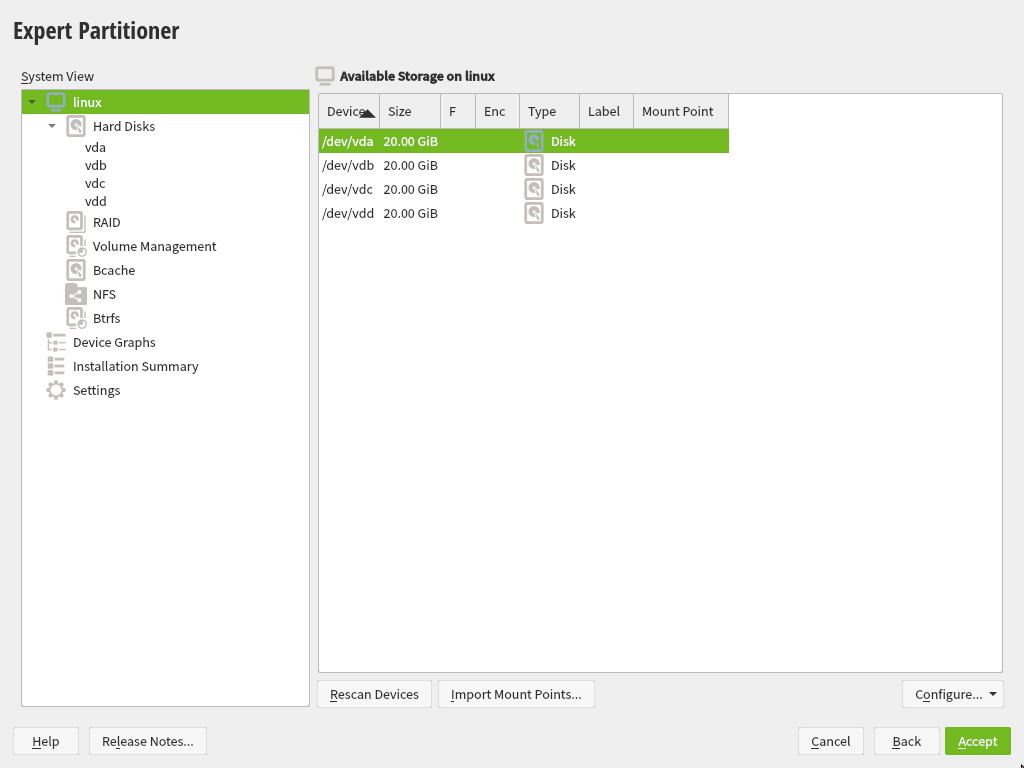 Expert Partitioner
System View
linux
Hard Disks
vda
vdb
vdc
vdd
RAID
Volume Management
Bcache
NFS
Btrfs
Device Graphs
Installation Summary
Settings
Available Storage on linux
Device Size F Enc Type Label Mount Point
/dev/vda 20.00 GiB Disk
/dev/vdb 20.00 GiB Disk
/dev/vdc 20.00 GiB Disk
/dev/vdd 20.00 GiB Disk
Rescan Devices Import Mount Points... Configure...
Help Release Notes... Cancel Back Accept